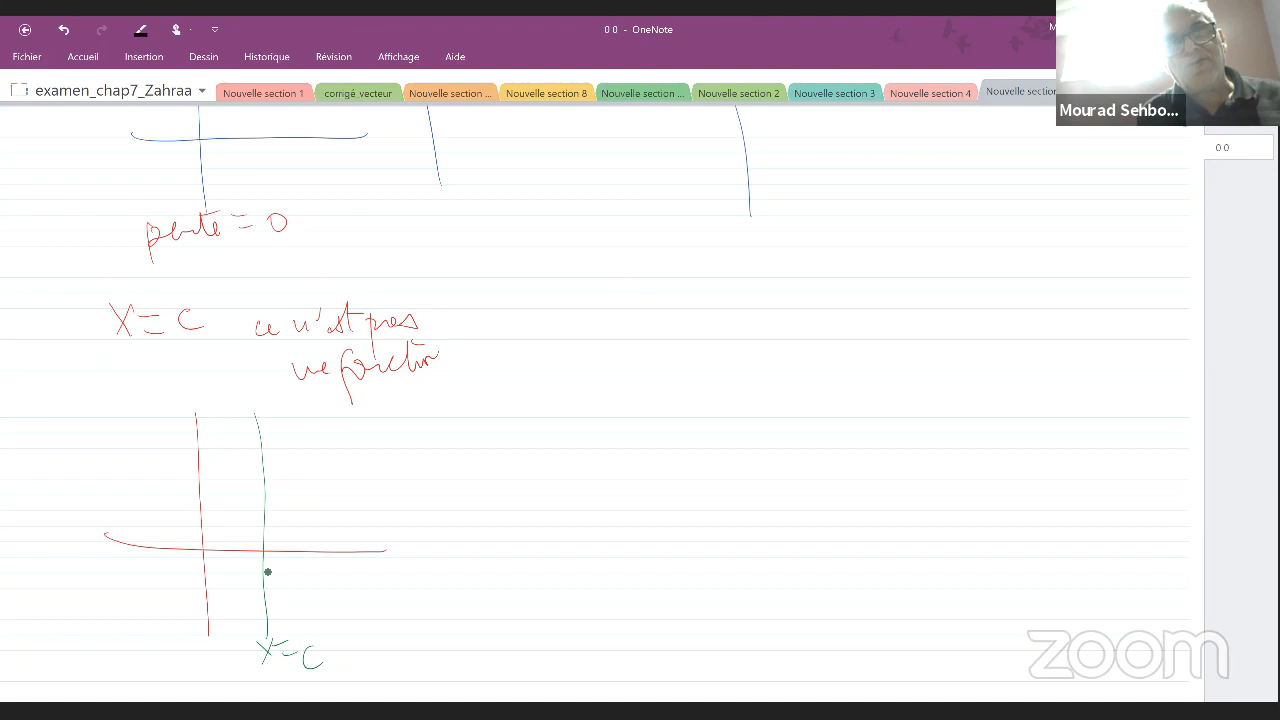 0 0 - OneNote
Fichier Accueil Insertion Dessin Historique Révision Affichage Aide
examen_chap7_Zahraa Nouvelle section 1 corrigé_vecteur Nouvelle section ... Nouvelle section 8 Nouvelle section ... Nouvelle section 2 Nouvelle section 3 Nouvelle section 4 Nouvelle section
Mourad Sehbo...
0 0
pente = 0
X = C ce n'est pas
une fonction
X = C
zoom